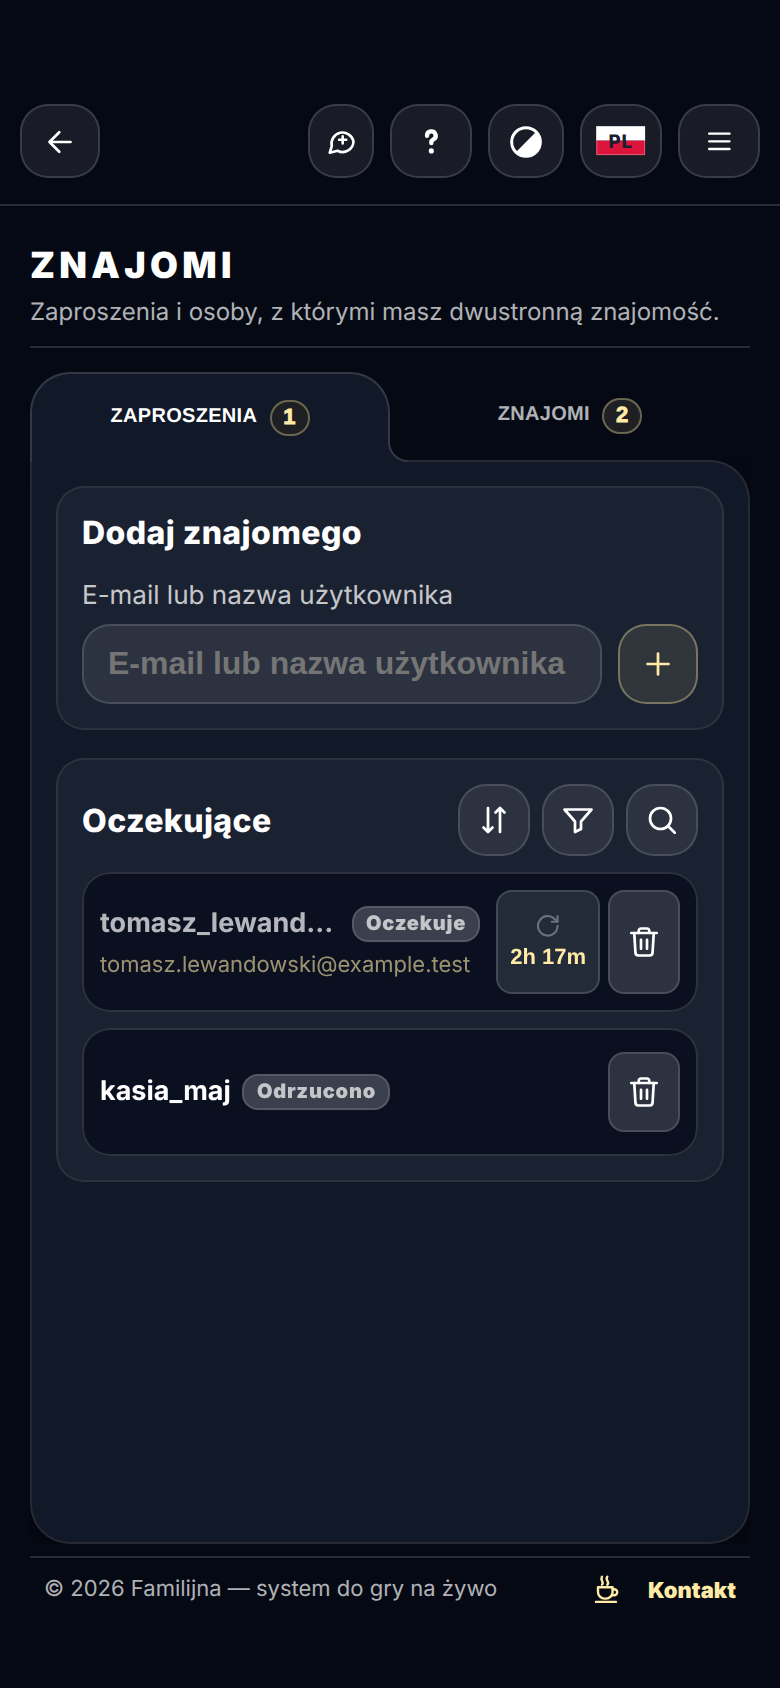 ?
PL
ZNAJOMI
Zaproszenia i osoby, z którymi masz dwustronną znajomość.
ZAPROSZENIA 1
ZNAJOMI 2
Dodaj znajomego
E-mail lub nazwa użytkownika
E-mail lub nazwa użytkownika
Oczekujące
tomasz_lewand... Oczekuje
tomasz.lewandowski@example.test
2h 17m
kasia_maj Odrzucono
© 2026 Familijna — system do gry na żywo
Kontakt